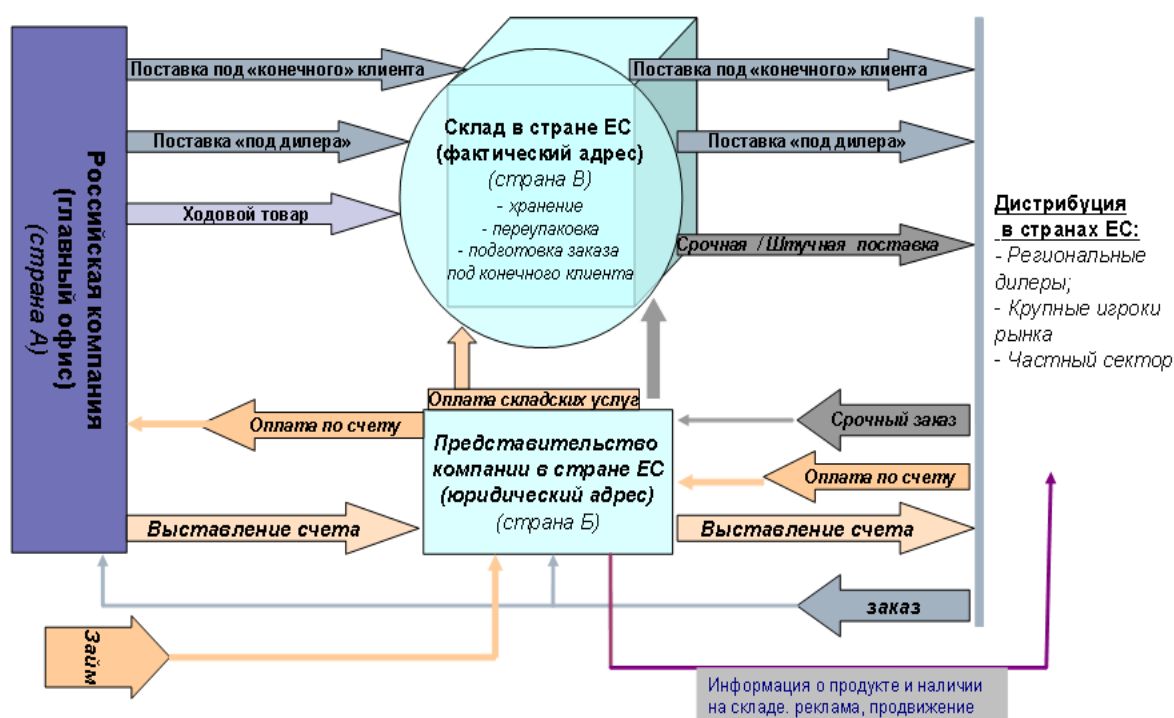 Поставка под «конечного» клиента
Поставка под «конечного» клиента
Поставка «под дилера»
Поставка «под дилера»
Ходовой товар
Российская компания
(главный офис)
(страна А)
Склад в стране ЕС
(фактический адрес)
(страна В)
- хранение
- переупаковка
- подготовка заказа
под конечного клиента
Срочная / Штучная поставка
Дистрибуция
в странах ЕС:
- Региональные
дилеры;
- Крупные игроки
рынка
- Частный сектор
Оплата складских услуг
Оплата по счету
Срочный заказ
Представительство
компании в стране ЕС
(юридический адрес)
(страна Б)
Оплата по счету
Выставление счета
Выставление счета
заказ
Займ
Информация о продукте и наличии
на складе. реклама, продвижение